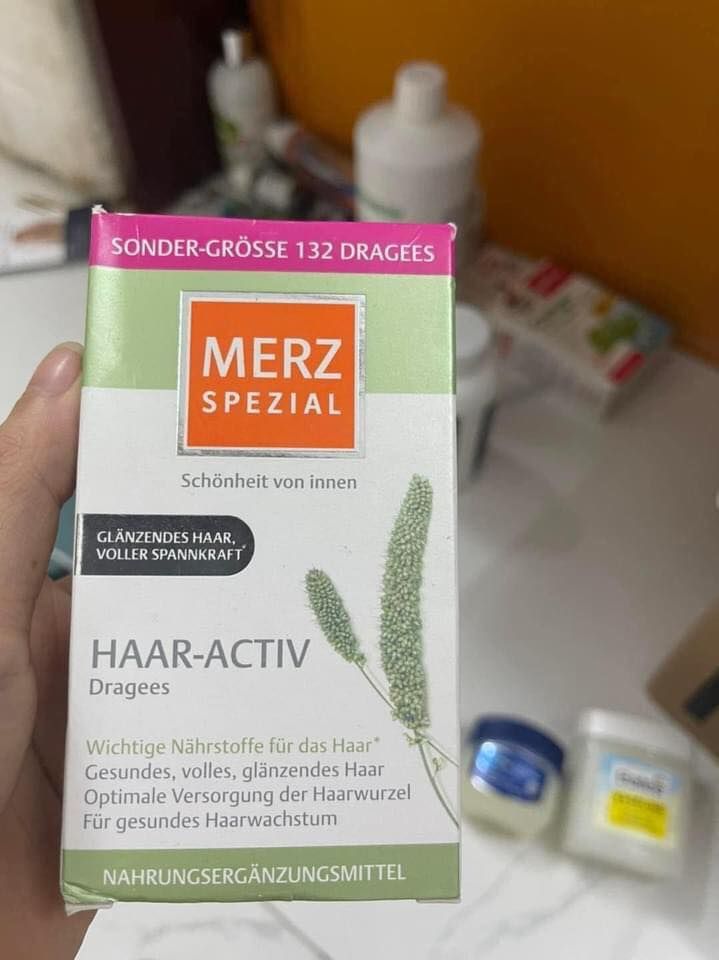 SONDER-GRÖSSE 132 DRAGEES
MERZ
SPEZIAL
Schönheit von innen
GLÄNZENDES HAAR,
VOLLER SPANNKRAFT*
HAAR-ACTIV
Dragees
Wichtige Nährstoffe für das Haar*
Gesundes, volles, glänzendes Haar
Optimale Versorgung der Haarwurzel
Für gesundes Haarwachstum
NAHRUNGSERGÄNZUNGSMITTEL